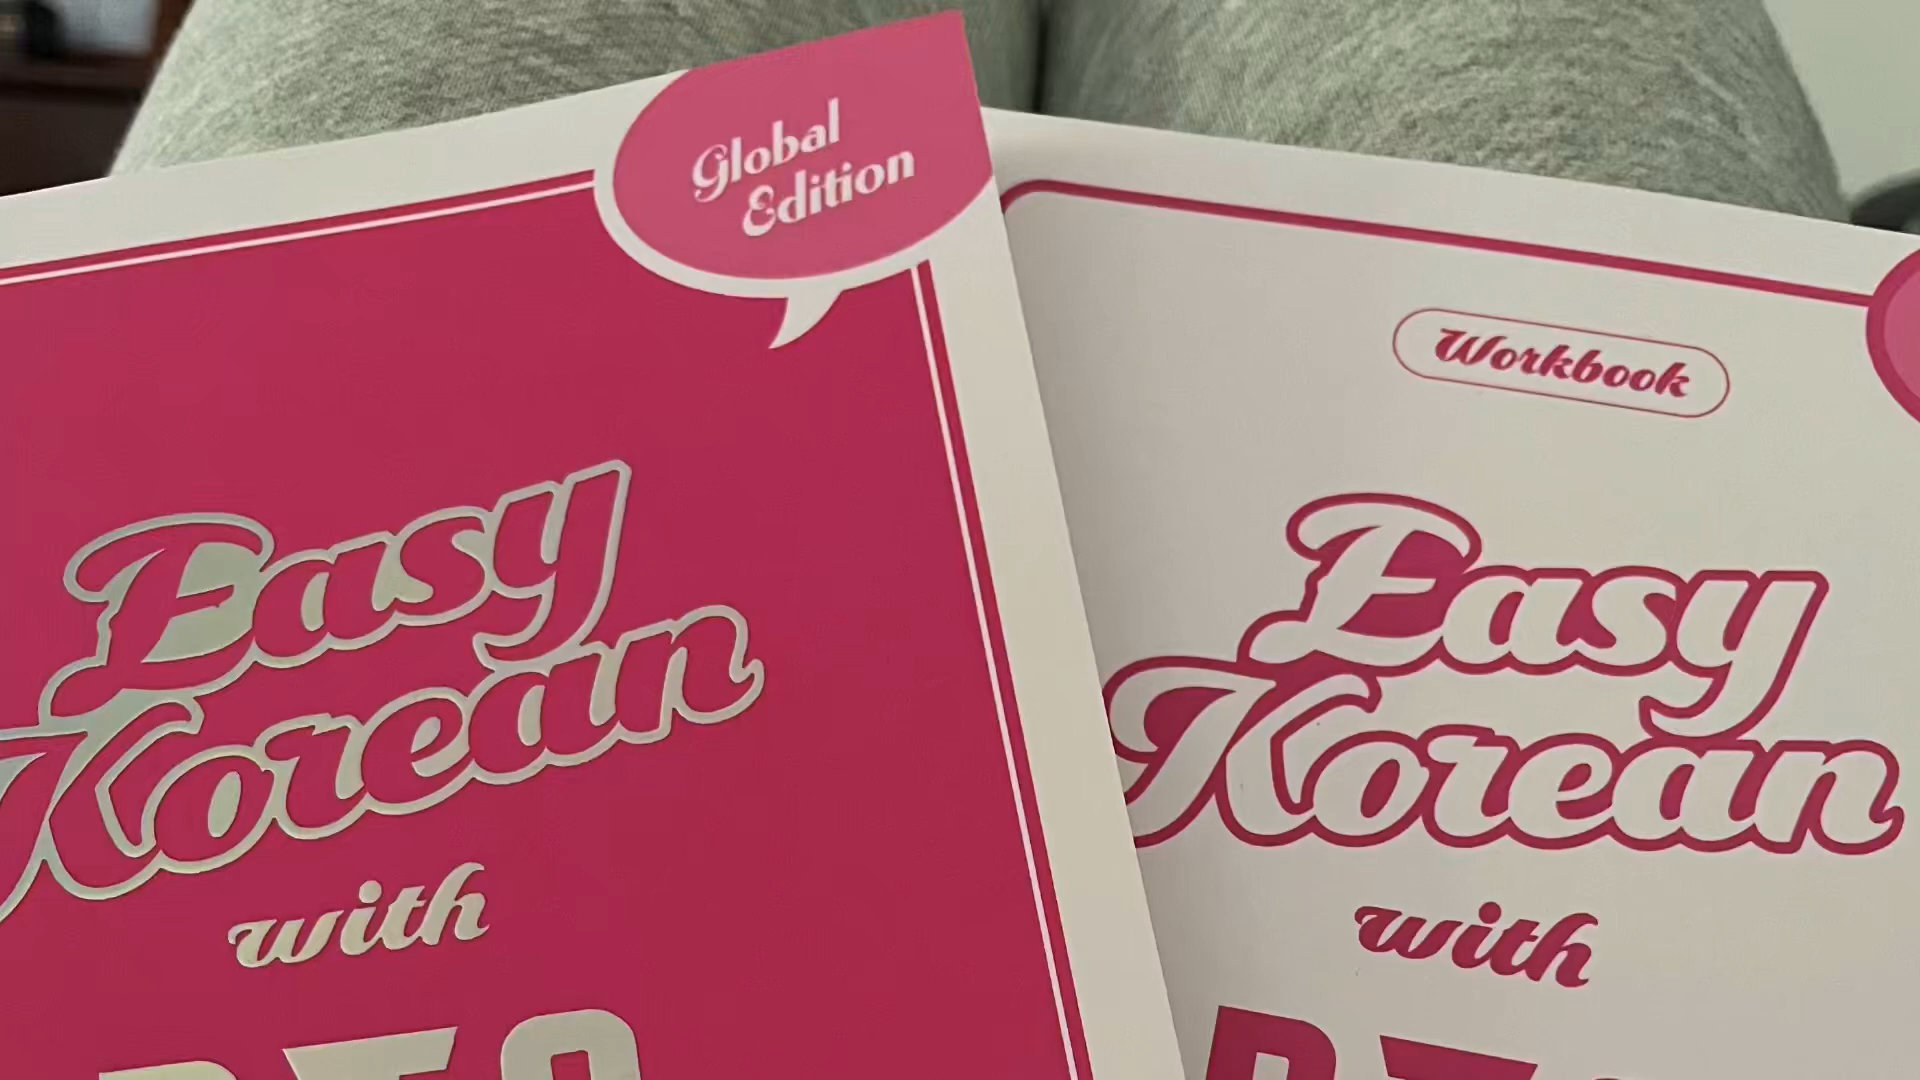 Global
Edition
Easy
Korean
with
Workbook
Easy
Korean
with